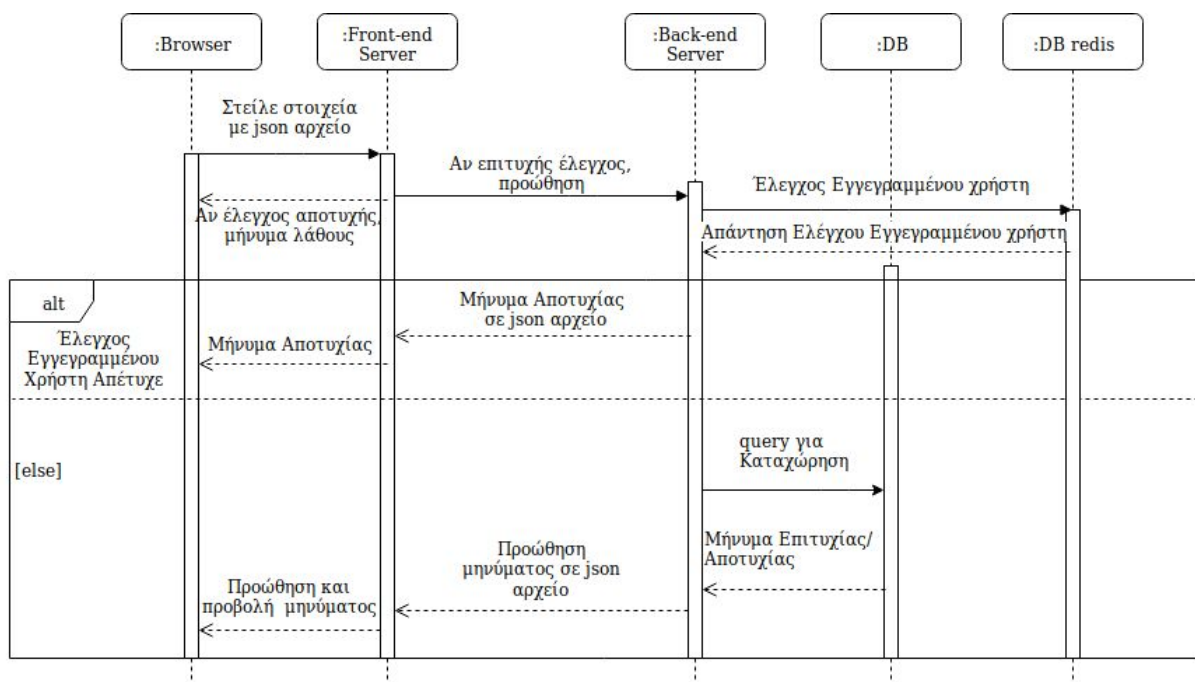 :Browser
:Front-end
Server
:Back-end
Server
:DB
:DB redis
Στείλε στοιχεία
με json αρχείο
Αν επιτυχής έλεγχος,
προώθηση
Έλεγχος Εγγεγραμμένου χρήστη
Αν έλεγχος αποτυχής,
μήνυμα λάθους
Απάντηση Ελέγχου Εγγεγραμμένου χρήστη
alt
Μήνυμα Αποτυχίας
σε json αρχείο
Έλεγχος
Εγγεγραμμένου
Χρήστη Απέτυχε
Μήνυμα Αποτυχίας
[else]
query για
Καταχώρηση
Μήνυμα Επιτυχίας/
Αποτυχίας
Προώθηση
μηνύματος σε json
αρχείο
Προώθηση και
προβολή μηνύματος